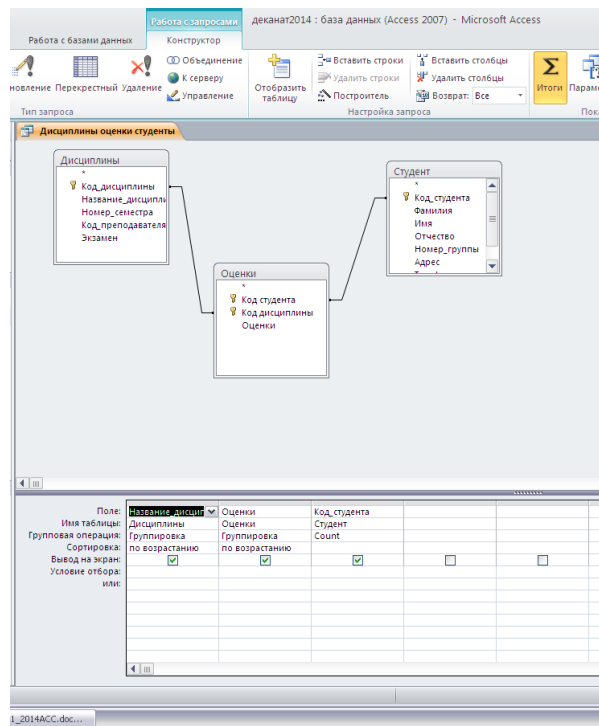 Работа с запросами
деканат2014 : база данных (Access 2007) - Microsoft Access
Работа с базами данных
Конструктор
новление
Перекрестный
Удаление
Объединение
К серверу
Управление
Тип запроса
Отобразить
таблицу
Вставить строки
Удалить строки
Построитель
Вставить столбцы
Удалить столбцы
Возврат: Все
Настройка запроса
Σ
Итоги
Парам
Пок
Дисциплины оценки студенты
Дисциплины
*
Код_дисциплины
Название_дисципли
Номер_семестра
Код_преподавателя
Экзамен
Студент
*
Код_студента
Фамилия
Имя
Отчество
Номер_группы
Адрес
Оценки
*
Код студента
Код дисциплины
Оценки
Поле: Название_дисцип Оценки Код_студента
Имя таблицы: Дисциплины Оценки Студент
Групповая операция: Группировка Группировка Count
Сортировка: по возрастанию по возрастанию
Вывод на экран:
Условие отбора:
или:
1_2014ACC.doc...